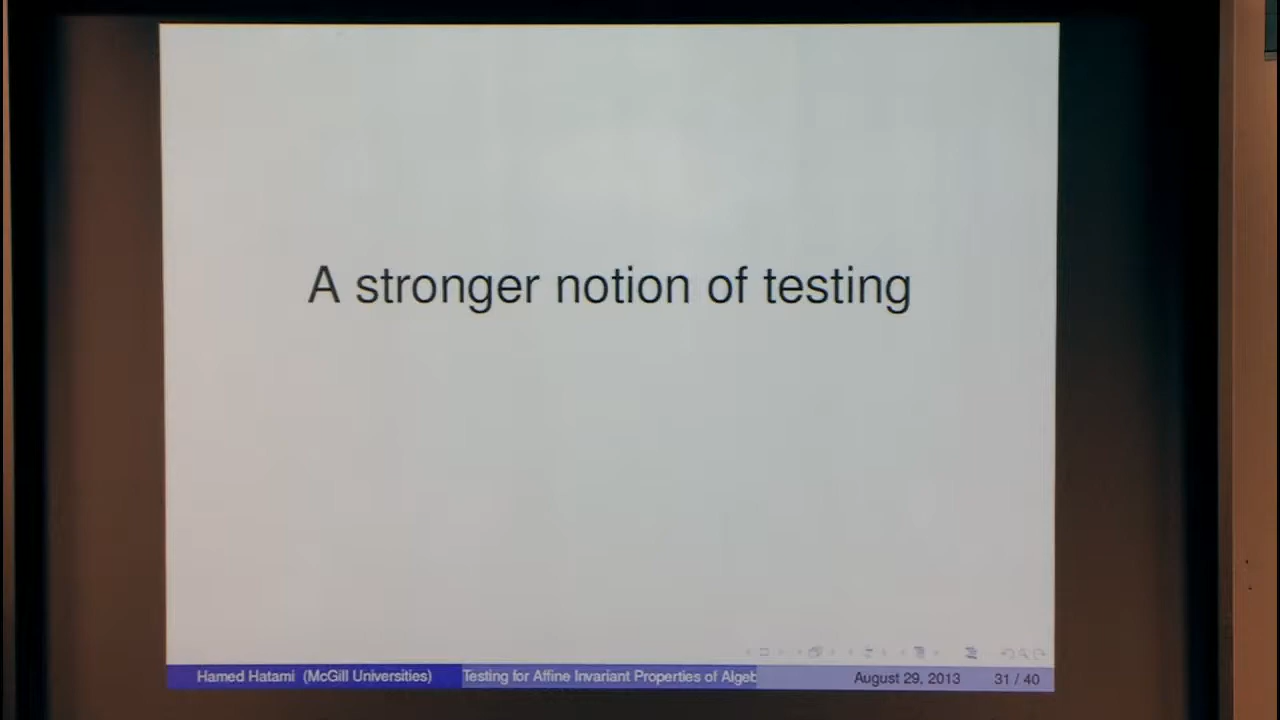 A stronger notion of testing
Hamed Hatami (McGill Universities) Testing for Affine Invariant Properties of Algeb August 29, 2013 31 / 40